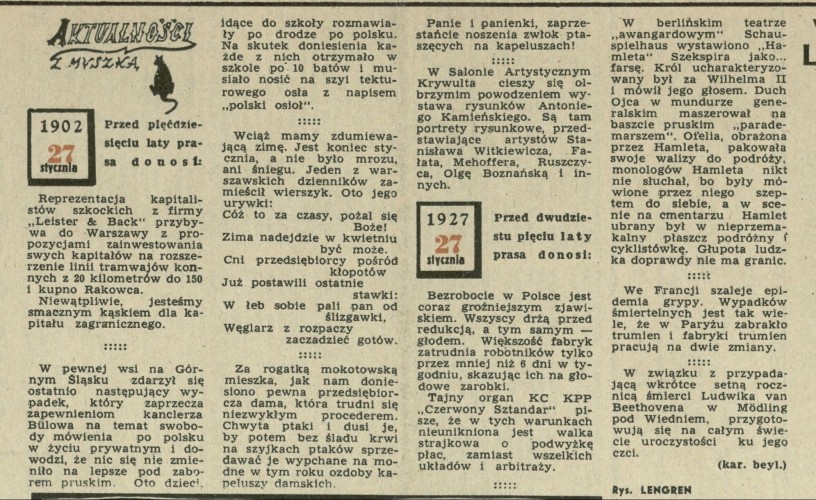 AKTUALNOŚCI
Z MYSZKĄ
1902
27
stycznia
Przed pięćdzie-
sięciu laty pra-
sa donosi:
Reprezentacja kapitali-
stów szkockich z firmy
„Leister & Back" przyby-
wa do Warszawy z pro-
pozycjami zainwestowania
swych kapitałów na rozsze-
rzenie linii tramwajów kon-
nych z 20 kilometrów do 150
i kupno Rakowca.
Niewątpliwie, jesteśmy
smacznym kąskiem dla ka-
pitału zagranicznego.
:::::
W pewnej wsi na Gór-
nym Śląsku zdarzył się
ostatnio następujący wy-
padek, który zaprzecza
zapewnieniom kanclerza
Bülowa na temat swobo-
dy mówienia po polsku
w życiu prywatnym i do-
wodzi, że nic się nie zmie-
niło na lepsze pod zabo-
rem pruskim. Oto dzieci,
idące do szkoły rozmawia-
ły po drodze po polsku.
Na skutek doniesienia ka-
żde z nich otrzymało w
szkole po 10 batów i mu-
siało nosić na szyi tektu-
rowego osła z napisem
„polski osioł".
:::::
Wciąż mamy zdumiewa-
jącą zimę. Jest koniec sty-
cznia, a nie było mrozu,
ani śniegu. Jeden z war-
szawskich dzienników za-
mieścił wierszyk. Oto jego
urywki:
Cóż to za czasy, pożal się
Boże!
Zima nadejdzie w kwietniu
być może.
Cni przedsiębiorcy pośród
kłopotów
Już postawili ostatnie
stawki:
W łeb sobie pali pan od
ślizgawki,
Węglarz z rozpaczy
zaczadzieć gotów.
:::::
Za rogatką mokotowską
mieszka, jak nam donie-
siono pewna przedsiębior-
cza dama, która trudni się
niezwykłym procederem.
Chwyta ptaki i dusi je,
by potem bez śladu krwi
na szyjkach ptaków sprze-
dawać je wypchane na mo-
dne w tym roku ozdoby ka-
peluszy damskich.
Panie i panienki, zaprze-
stańcie noszenia zwłok pta-
szęcych na kapeluszach!
:::::
W Salonie Artystycznym
Krywulta cieszy się ol-
brzymim powodzeniem wy-
stawa rysunków Antonie-
go Kamieńskiego. Są tam
portrety rysunkowe, przed-
stawiające artystów Sta-
nisława Witkiewicza, Fa-
łata, Mehoffera, Ruszczy-
ca, Olgę Boznańską i in-
nych.
1927
27
stycznia
Przed dwudzie-
stu pięciu laty
prasa donosi:
Bezrobocie w Polsce jest
coraz groźniejszym zjawi-
skiem. Wszyscy drżą przed
redukcją, a tym samym —
głodem. Większość fabryk
zatrudnia robotników tylko
przez mniej niż 6 dni w ty-
godniu, skazując ich na gło-
dowe zarobki.
Tajny organ KC KPP
„Czerwony Sztandar" pi-
sze, że w tych warunkach
nieunikniona jest walka
strajkowa o podwyżkę
płac, zamiast wszelkich
układów i arbitraży.
:::::
W berlińskim teatrze
„awangardowym" Schau-
spielhaus wystawiono „Ha-
mleta" Szekspira jako...
farsę. Król ucharakteryzo-
wany był za Wilhelma II
i mówił jego głosem. Duch
Ojca w mundurze gene-
ralskim maszerował na
baszcie pruskim „parade-
marszem". Ofelia, obrażona
przez Hamleta, pakowała
swoje walizy do podróży,
monologów Hamleta nikt
nie słuchał, bo były mó-
wione przez niego szep-
tem do siebie, a w sce-
nie na cmentarzu Hamlet
ubrany był w nieprzema-
kalny płaszcz podróżny i
cyklistówkę. Głupota ludz-
ka doprawdy nie ma granic.
:::::
We Francji szaleje epi-
demia grypy. Wypadków
śmiertelnych jest tak wie-
le, że w Paryżu zabrakło
trumien i fabryki trumien
pracują na dwie zmiany.
:::::
W związku z przypada-
jącą wkrótce setną rocz-
nicą śmierci Ludwika van
Beethovena w Mödling
pod Wiedniem, przygoto-
wują się na całym świe-
cie uroczystości ku jego
czci.
(kar. beyl.)
Rys. LENGREN